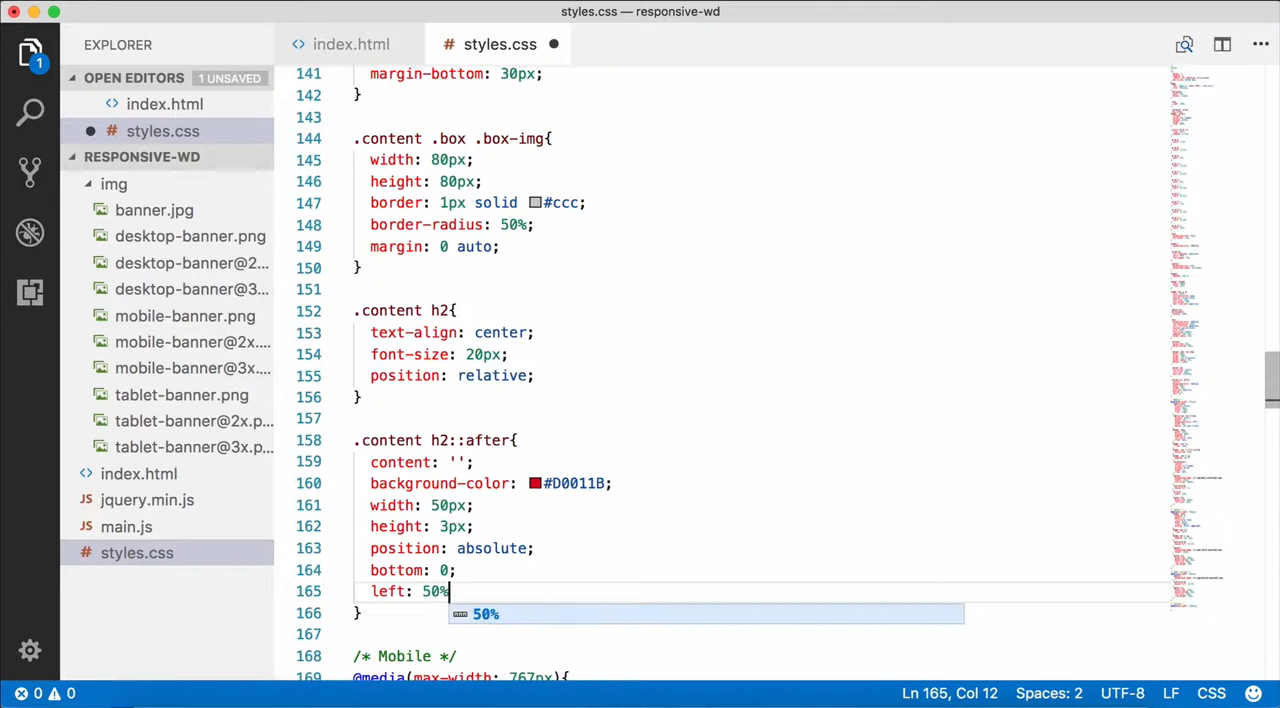 styles.css — responsive-wd
EXPLORER
<> index.html
# styles.css ●
OPEN EDITORS 1 UNSAVED
<> index.html
● # styles.css
RESPONSIVE-WD
img
banner.jpg
desktop-banner.png
desktop-banner@2...
desktop-banner@3...
mobile-banner.png
mobile-banner@2x....
mobile-banner@3x....
tablet-banner.png
tablet-banner@2x.p...
tablet-banner@3x.p...
<> index.html
JS jquery.min.js
JS main.js
# styles.css
1
141 margin-bottom: 30px;
142 }
143
144 .content .box .box-img{
145 width: 80px;
146 height: 80px;
147 border: 1px solid #ccc;
148 border-radius: 50%;
149 margin: 0 auto;
150 }
151
152 .content h2{
153 text-align: center;
154 font-size: 20px;
155 position: relative;
156 }
157
158 .content h2::after{
159 content: '';
160 background-color: #D0011B;
161 width: 50px;
162 height: 3px;
163 position: absolute;
164 bottom: 0;
165 left: 50%
50%
166 }
167
168 /* Mobile */
169 @media(max-width: 767px){
0 0
Ln 165, Col 12 Spaces: 2 UTF-8 LF CSS